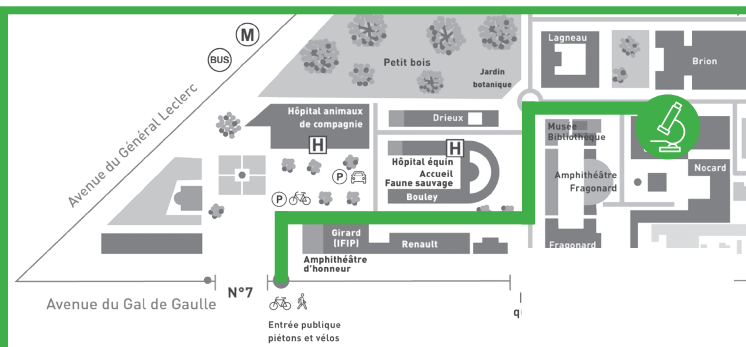 M
BUS
Avenue du Général Leclerc
Petit bois
Jardin
botanique
Lagneau
Brion
Hôpital animaux
de compagnie
H
Drieux
H
Hôpital équin
Accueil
Faune sauvage
Bouley
P
P
Musée
Bibliothèque
Amphithéâtre
Fragonard
Nocard
Girard
(IFIP)
Renault
Fragonard
Amphithéâtre
d'honneur
Avenue du Gal de Gaulle
N°7
Entrée publique
piétons et vélos